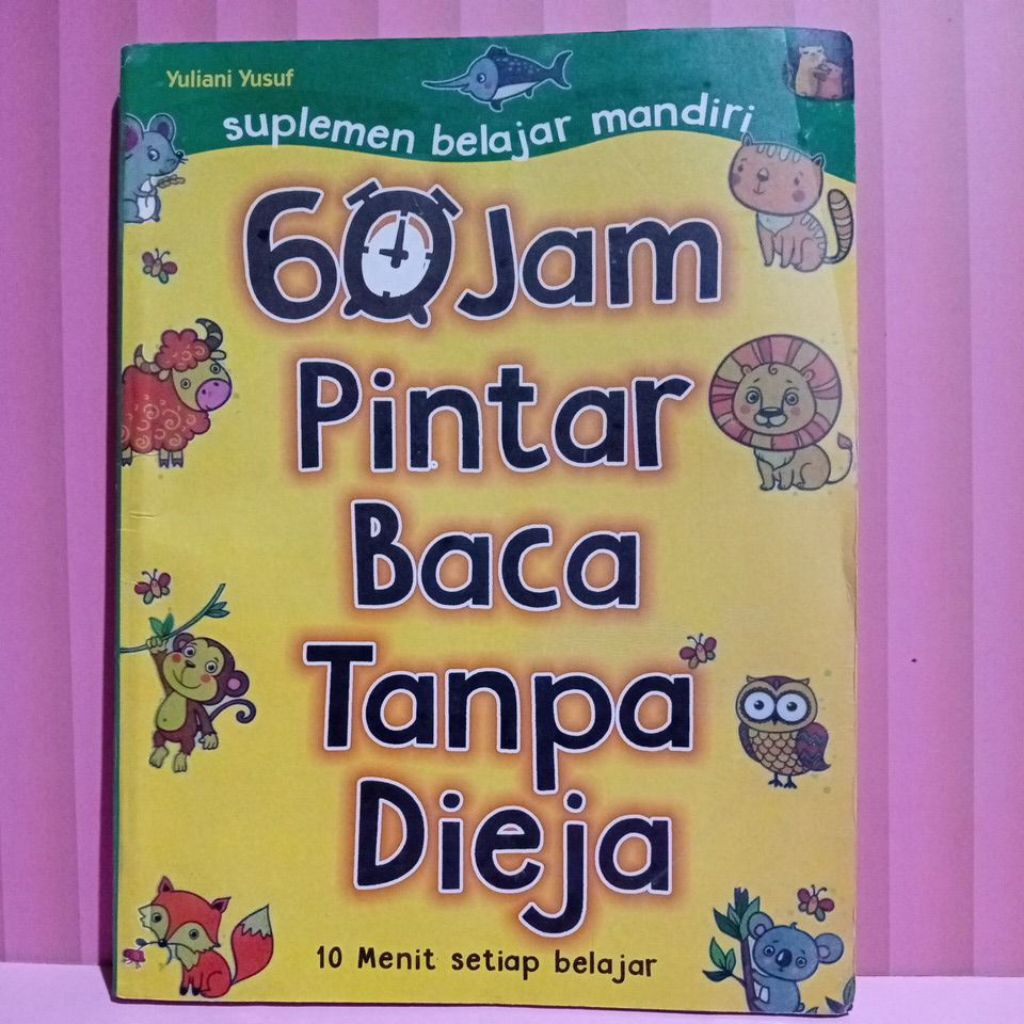 Yuliani Yusuf
suplemen belajar mandiri
60 Jam
Pintar
Baca
Tanpa
Dieja
10 Menit setiap belajar